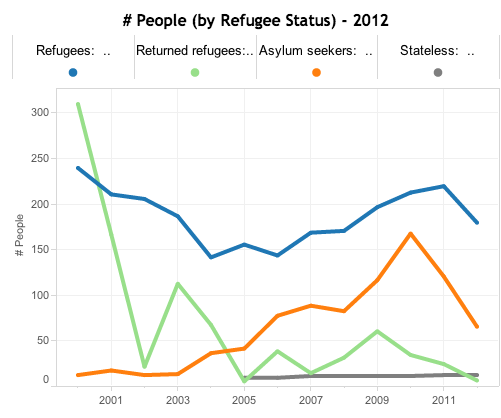 # People (by Refugee Status) - 2012
Refugees: ..
Returned refugees:..
Asylum seekers: ..
Stateless: ..
# People
300
250
200
150
100
50
0
2001
2003
2005
2007
2009
2011